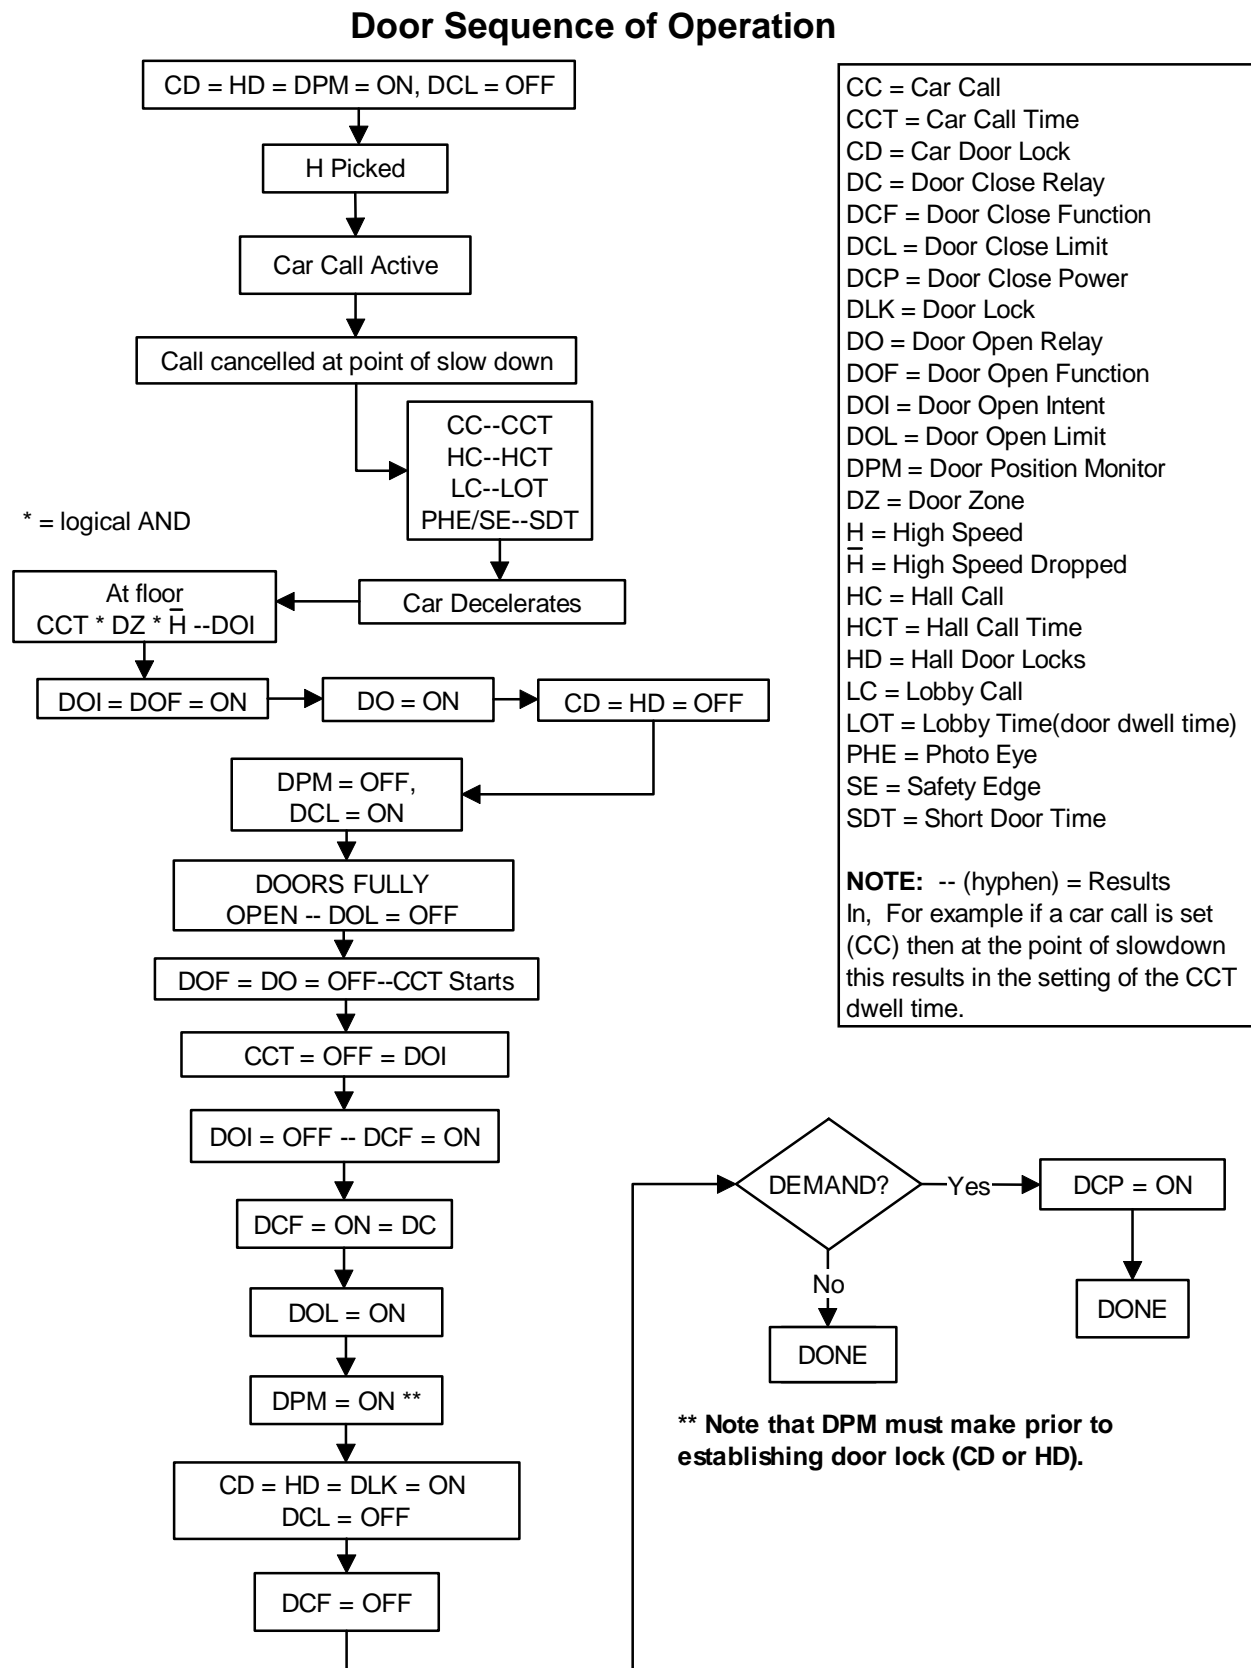 Door Sequence of Operation
CD = HD = DPM = ON, DCL = OFF
H Picked
Car Call Active
Call cancelled at point of slow down
CC--CCT
HC--HCT
LC--LOT
PHE/SE--SDT
* = logical AND
Car Decelerates
At floor
CCT * DZ * H̅ --DOI
DOI = DOF = ON
DO = ON
CD = HD = OFF
DPM = OFF,
DCL = ON
DOORS FULLY
OPEN -- DOL = OFF
DOF = DO = OFF--CCT Starts
CCT = OFF = DOI
DOI = OFF -- DCF = ON
DCF = ON = DC
DOL = ON
DPM = ON **
CD = HD = DLK = ON
DCL = OFF
DCF = OFF
CC = Car Call
CCT = Car Call Time
CD = Car Door Lock
DC = Door Close Relay
DCF = Door Close Function
DCL = Door Close Limit
DCP = Door Close Power
DLK = Door Lock
DO = Door Open Relay
DOF = Door Open Function
DOI = Door Open Intent
DOL = Door Open Limit
DPM = Door Position Monitor
DZ = Door Zone
H = High Speed
H̅ = High Speed Dropped
HC = Hall Call
HCT = Hall Call Time
HD = Hall Door Locks
LC = Lobby Call
LOT = Lobby Time(door dwell time)
PHE = Photo Eye
SE = Safety Edge
SDT = Short Door Time
NOTE: -- (hyphen) = Results
In, For example if a car call is set
(CC) then at the point of slowdown
this results in the setting of the CCT
dwell time.
DEMAND?
Yes
DCP = ON
No
DONE
DONE
** Note that DPM must make prior to
establishing door lock (CD or HD).